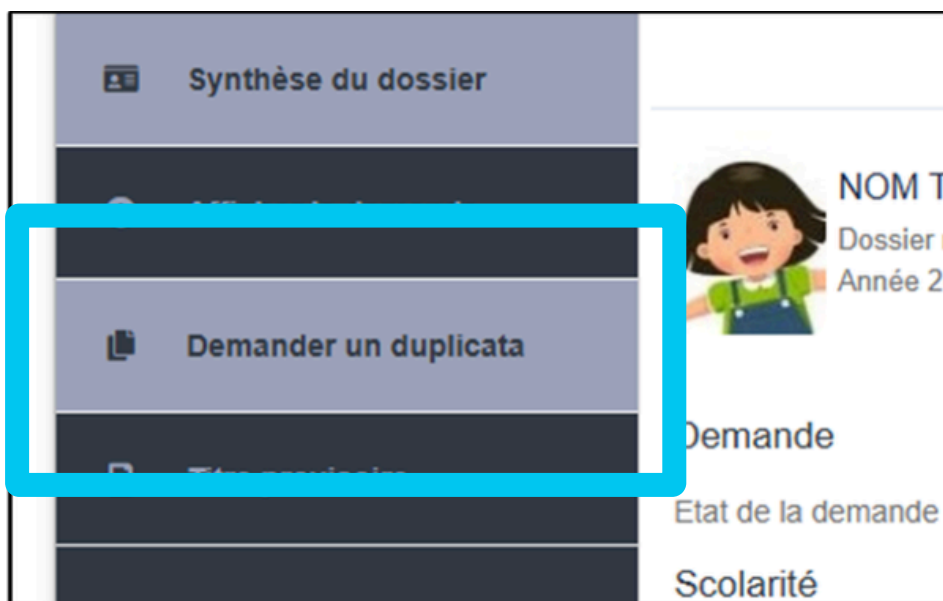 Synthèse du dossier
Demander un duplicata
NOM
Dossier
Année 2
Demande
Etat de la demande
Scolarité